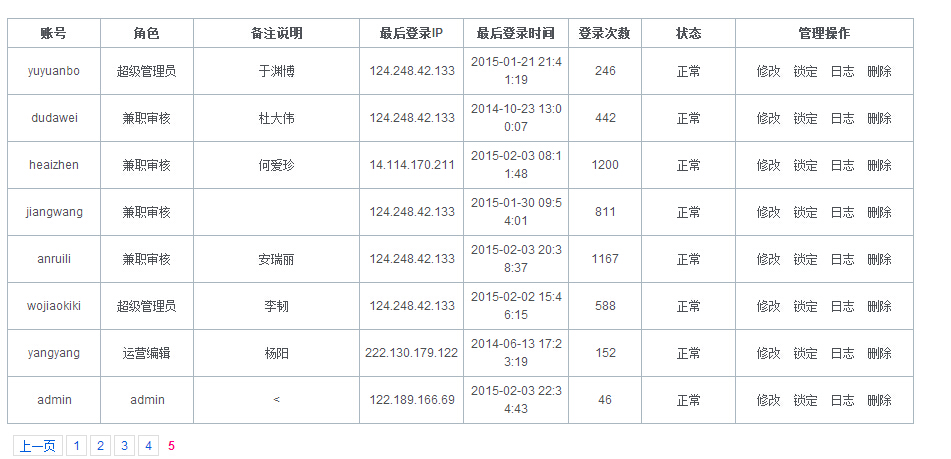 账号 角色 备注说明 最后登录IP 最后登录时间 登录次数 状态 管理操作
yuyuanbo 超级管理员 于渊博 124.248.42.133 2015-01-21 21:41:19 246 正常 修改 锁定 日志 删除
dudawei 兼职审核 杜大伟 124.248.42.133 2014-10-23 13:00:07 442 正常 修改 锁定 日志 删除
heaizhen 兼职审核 何爱珍 14.114.170.211 2015-02-03 08:11:48 1200 正常 修改 锁定 日志 删除
jiangwang 兼职审核 124.248.42.133 2015-01-30 09:54:01 811 正常 修改 锁定 日志 删除
anruili 兼职审核 安瑞丽 124.248.42.133 2015-02-03 20:38:37 1167 正常 修改 锁定 日志 删除
wojiaokiki 超级管理员 李韧 124.248.42.133 2015-02-02 15:46:15 588 正常 修改 锁定 日志 删除
yangyang 运营编辑 杨阳 222.130.179.122 2014-06-13 17:23:19 152 正常 修改 锁定 日志 删除
admin admin < 122.189.166.69 2015-02-03 22:34:43 46 正常 修改 锁定 日志 删除
上一页 1 2 3 4 5